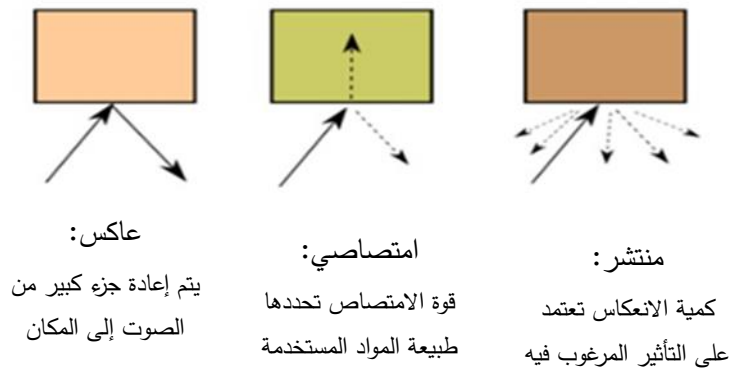 عاكس:
يتم إعادة جزء كبير من
الصوت إلى المكان
امتصاصي:
قوة الامتصاص تحددها
طبيعة المواد المستخدمة
منتشر:
كمية الانعكاس تعتمد
على التأثير المرغوب فيه